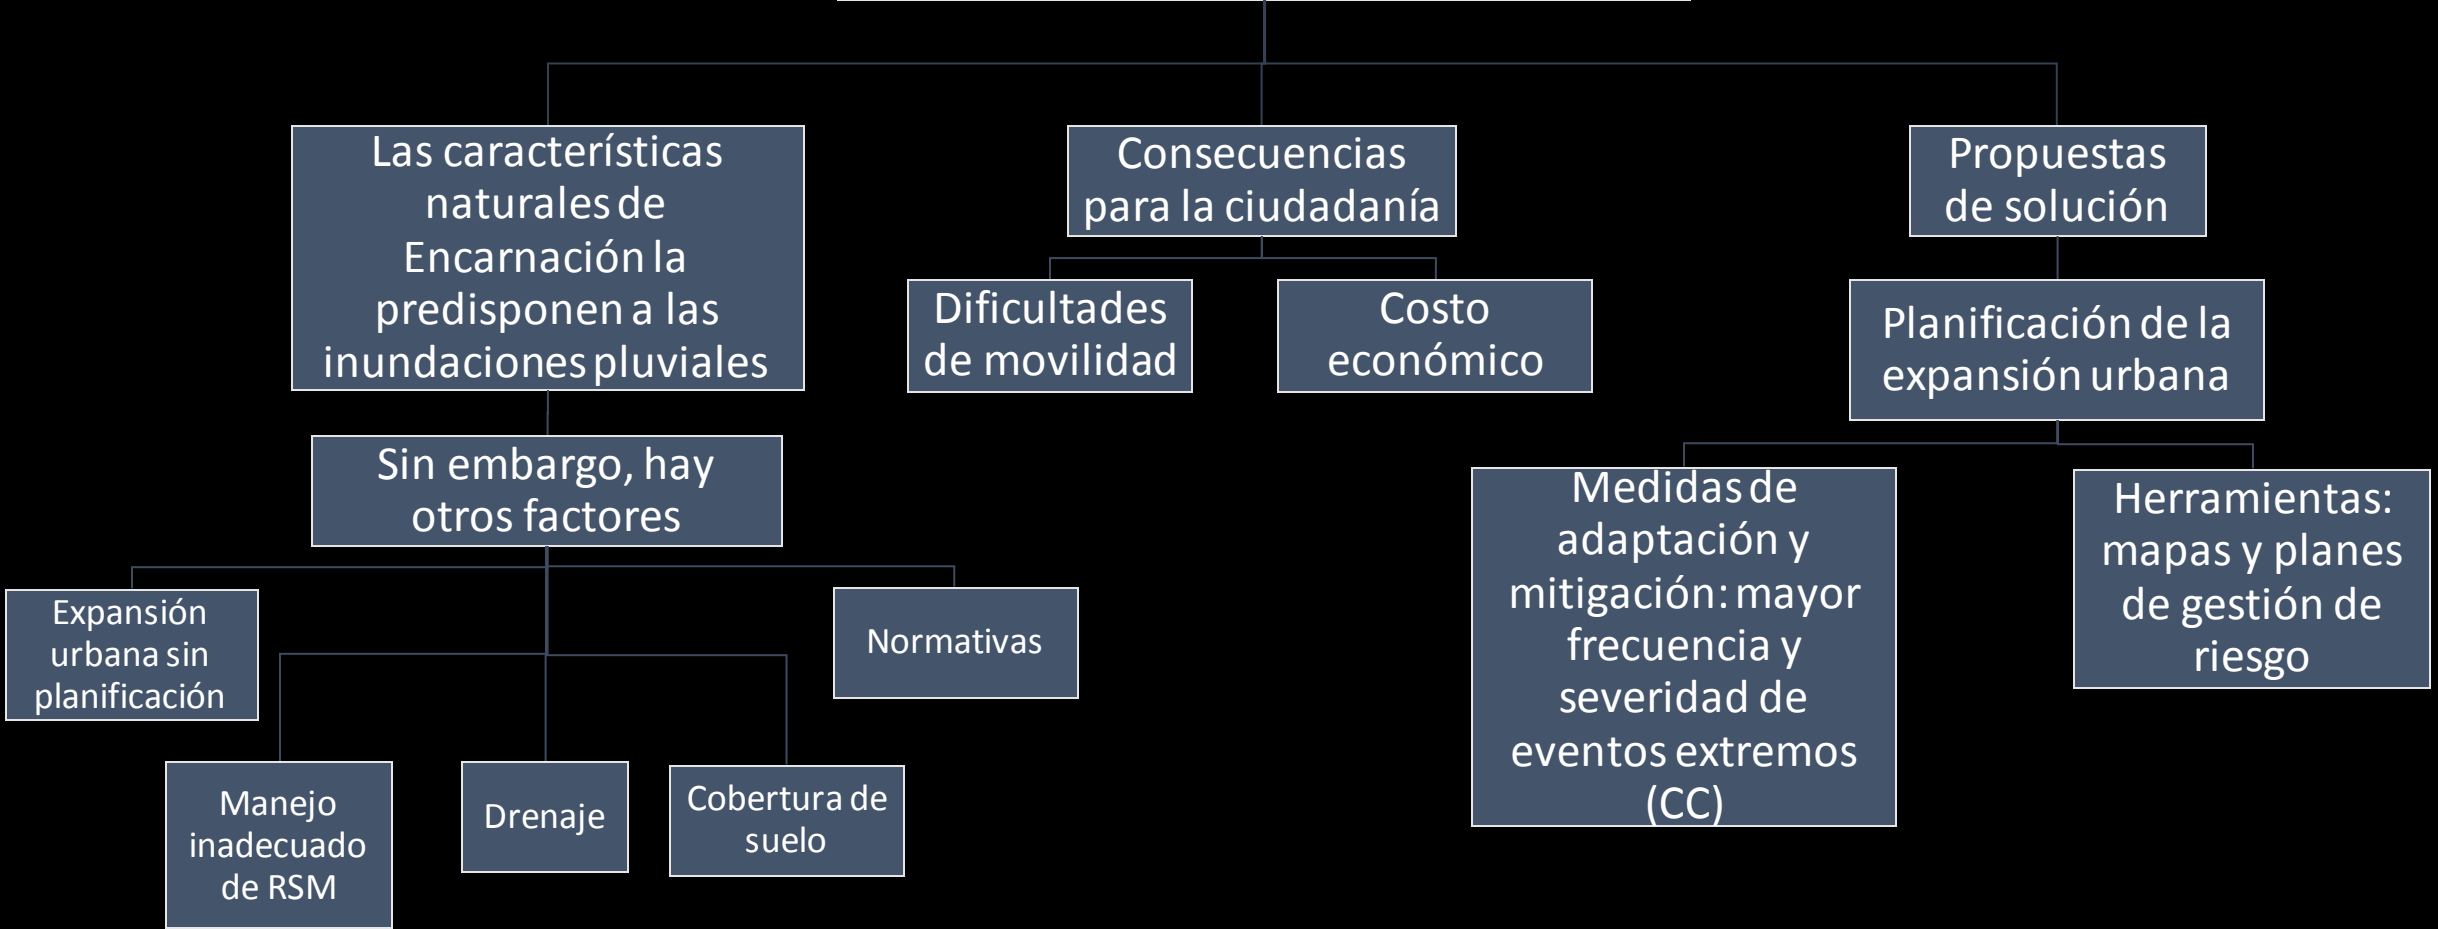 Las características
naturales de
Encarnación la
predisponen a las
inundaciones pluviales
Consecuencias
para la ciudadanía
Propuestas
de solución
Dificultades
de movilidad
Costo
económico
Planificación de la
expansión urbana
Sin embargo, hay
otros factores
Medidas de
adaptación y
mitigación: mayor
frecuencia y
severidad de
eventos extremos
(CC)
Herramientas:
mapas y planes
de gestión de
riesgo
Expansión
urbana sin
planificación
Normativas
Manejo
inadecuado
de RSM
Drenaje
Cobertura de
suelo